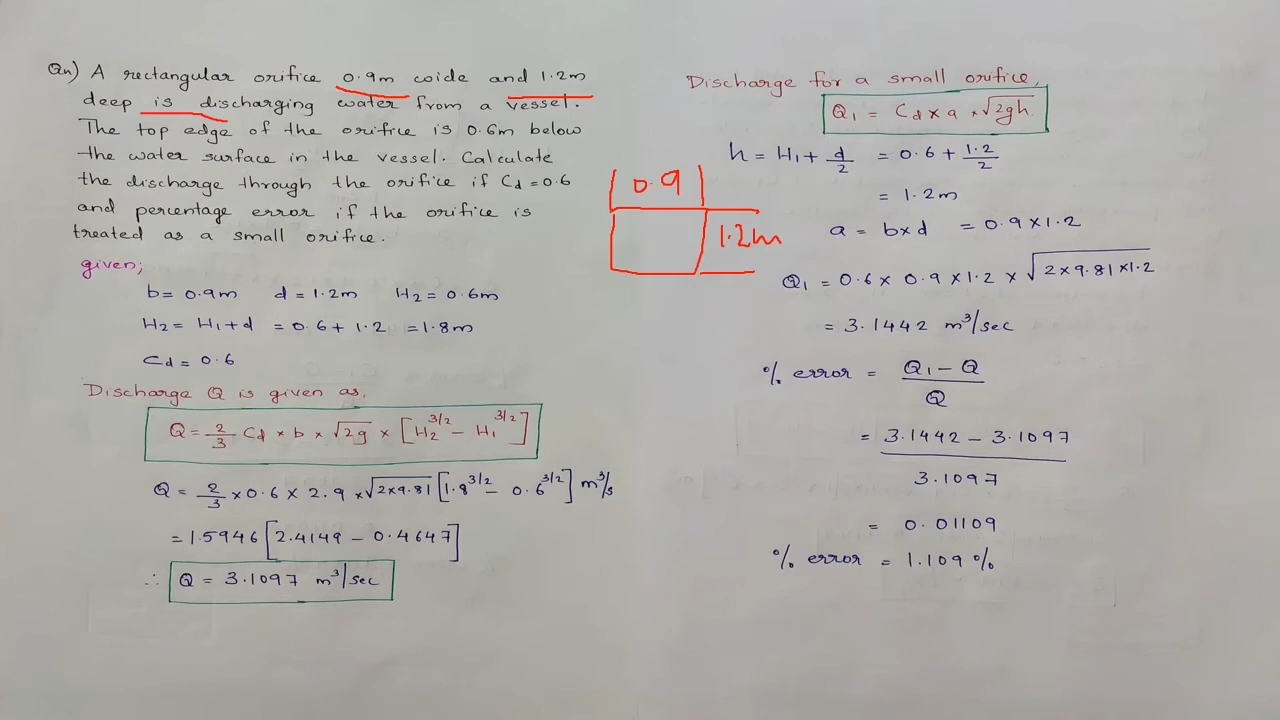 Qn) A rectangular orifice 0.9m wide and 1.2m
deep is discharging water from a vessel.
The top edge of the orifice is 0.6m below
the water surface in the vessel. Calculate
the discharge through the orifice if Cd = 0.6
and percentage error if the orifice is
treated as a small orifice.
given;
b = 0.9m d = 1.2m H₂ = 0.6m
H₂ = H₁ + d = 0.6 + 1.2 = 1.8m
Cd = 0.6
Discharge Q is given as,
Q = 2/3 Cd × b × √2g × [H₂^3/2 − H₁^3/2]
Q = 2/3 × 0.6 × 2.9 × √2×9.81 [1.8^3/2 − 0.6^3/2] m³/s
= 1.5946 [2.4149 − 0.4647]
∴ Q = 3.1097 m³/sec
0.9
1.2m
Discharge for a small orifice,
Q₁ = Cd × a × √2gh
h = H₁ + d/2 = 0.6 + 1.2/2
= 1.2m
a = b×d = 0.9 × 1.2
Q₁ = 0.6 × 0.9 × 1.2 × √2×9.81×1.2
= 3.1442 m³/sec
% error = Q₁ − Q / Q
= 3.1442 − 3.1097
3.1097
= 0.01109
% error = 1.109 %